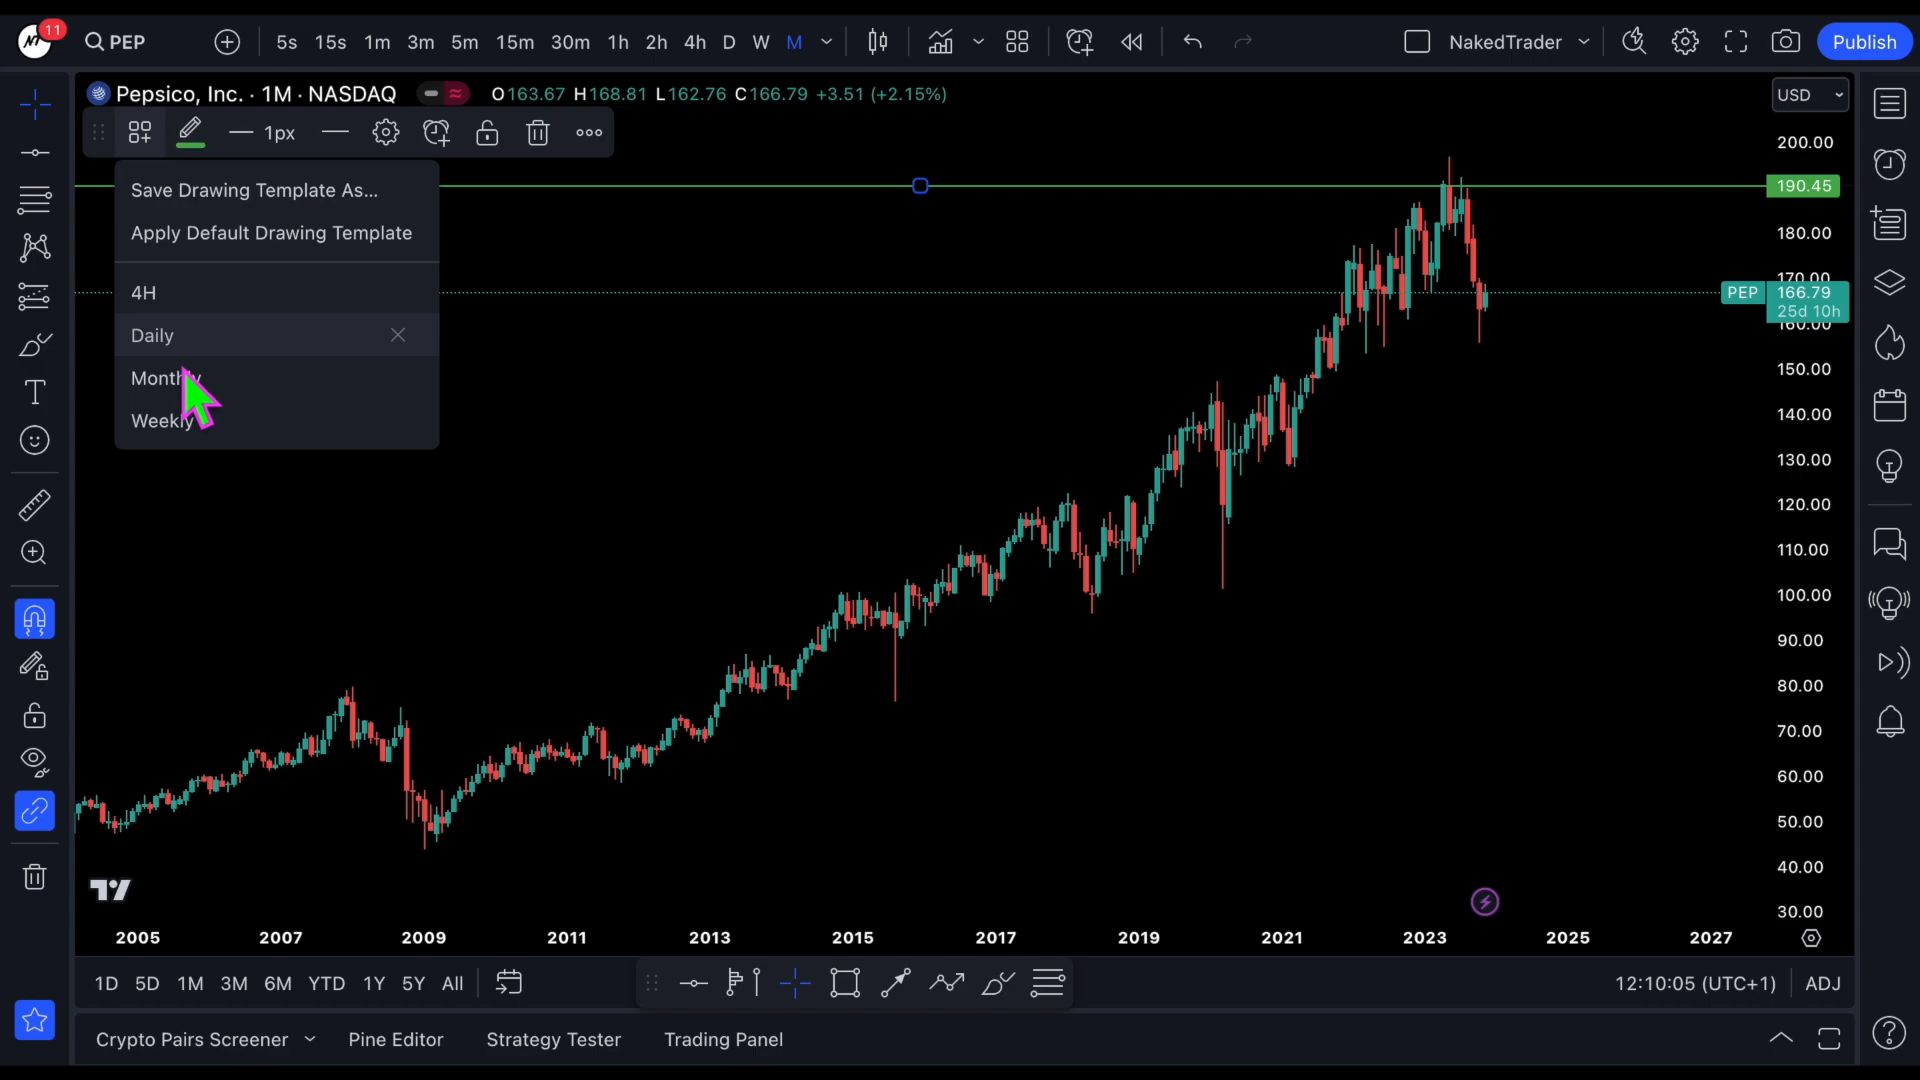 11
PEP
5s 15s 1m 3m 5m 15m 30m 1h 2h 4h D W M
NakedTrader
Publish
Pepsico, Inc. · 1M · NASDAQ
O163.67 H168.81 L162.76 C166.79 +3.51 (+2.15%)
USD
1px
Save Drawing Template As...
Apply Default Drawing Template
4H
Daily
Monthly
Weekly
200.00
190.45
180.00
170.00
PEP 166.79
25d 10h
160.00
150.00
140.00
130.00
120.00
110.00
100.00
90.00
80.00
70.00
60.00
50.00
40.00
30.00
2005 2007 2009 2011 2013 2015 2017 2019 2021 2023 2025 2027
1D 5D 1M 3M 6M YTD 1Y 5Y All
12:10:05 (UTC+1) ADJ
Crypto Pairs Screener Pine Editor Strategy Tester Trading Panel